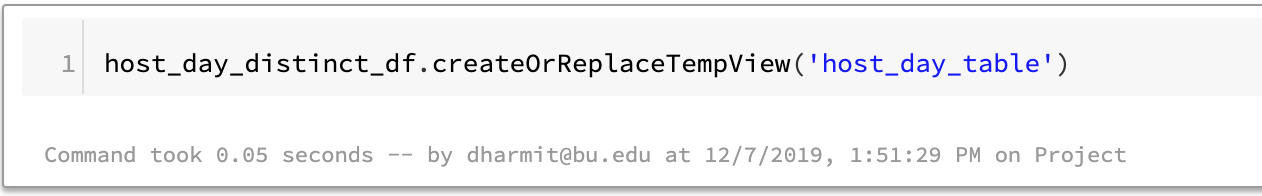 1 host_day_distinct_df.createOrReplaceTempView('host_day_table')
Command took 0.05 seconds -- by dharmit@bu.edu at 12/7/2019, 1:51:29 PM on Project